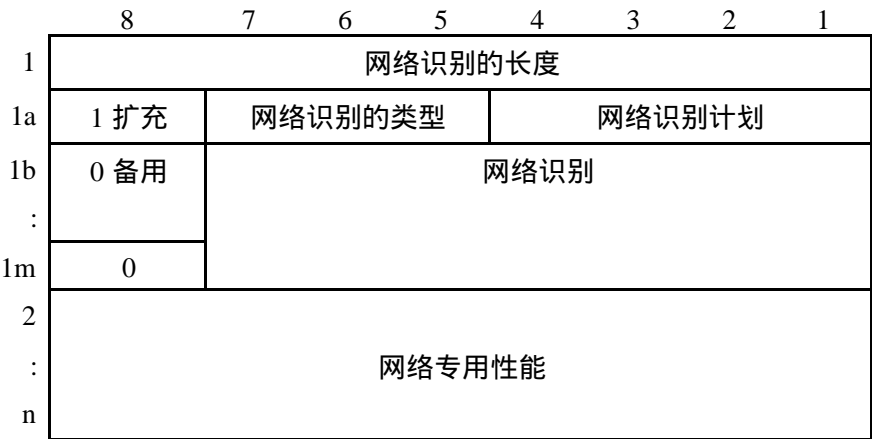 8 7 6 5 4 3 2 1
1 网络识别的长度
1a 1 扩充 网络识别的类型 网络识别计划
1b 0 备用 网络识别
:
1m 0
2
: 网络专用性能
n